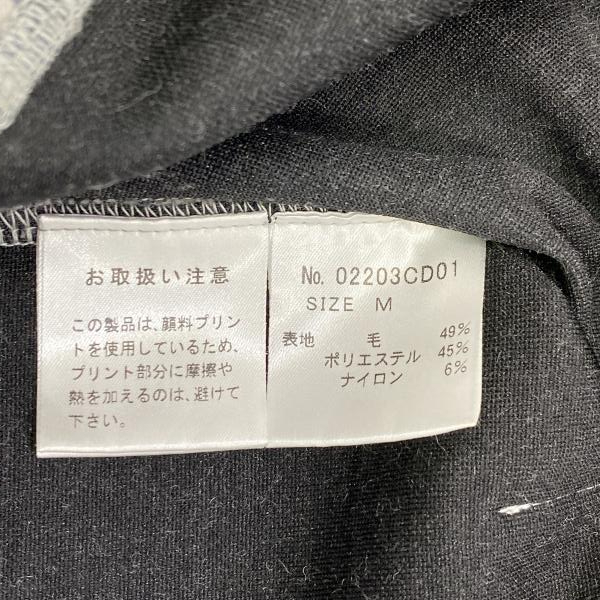 お取扱い注意
この製品は、顔料プリン
トを使用しているため、
プリント部分に摩擦や
熱を加えるのは、避けて
下さい。
No. 02203CD01
SIZE M
表地 毛 49%
ポリエステル 45%
ナイロン 6%